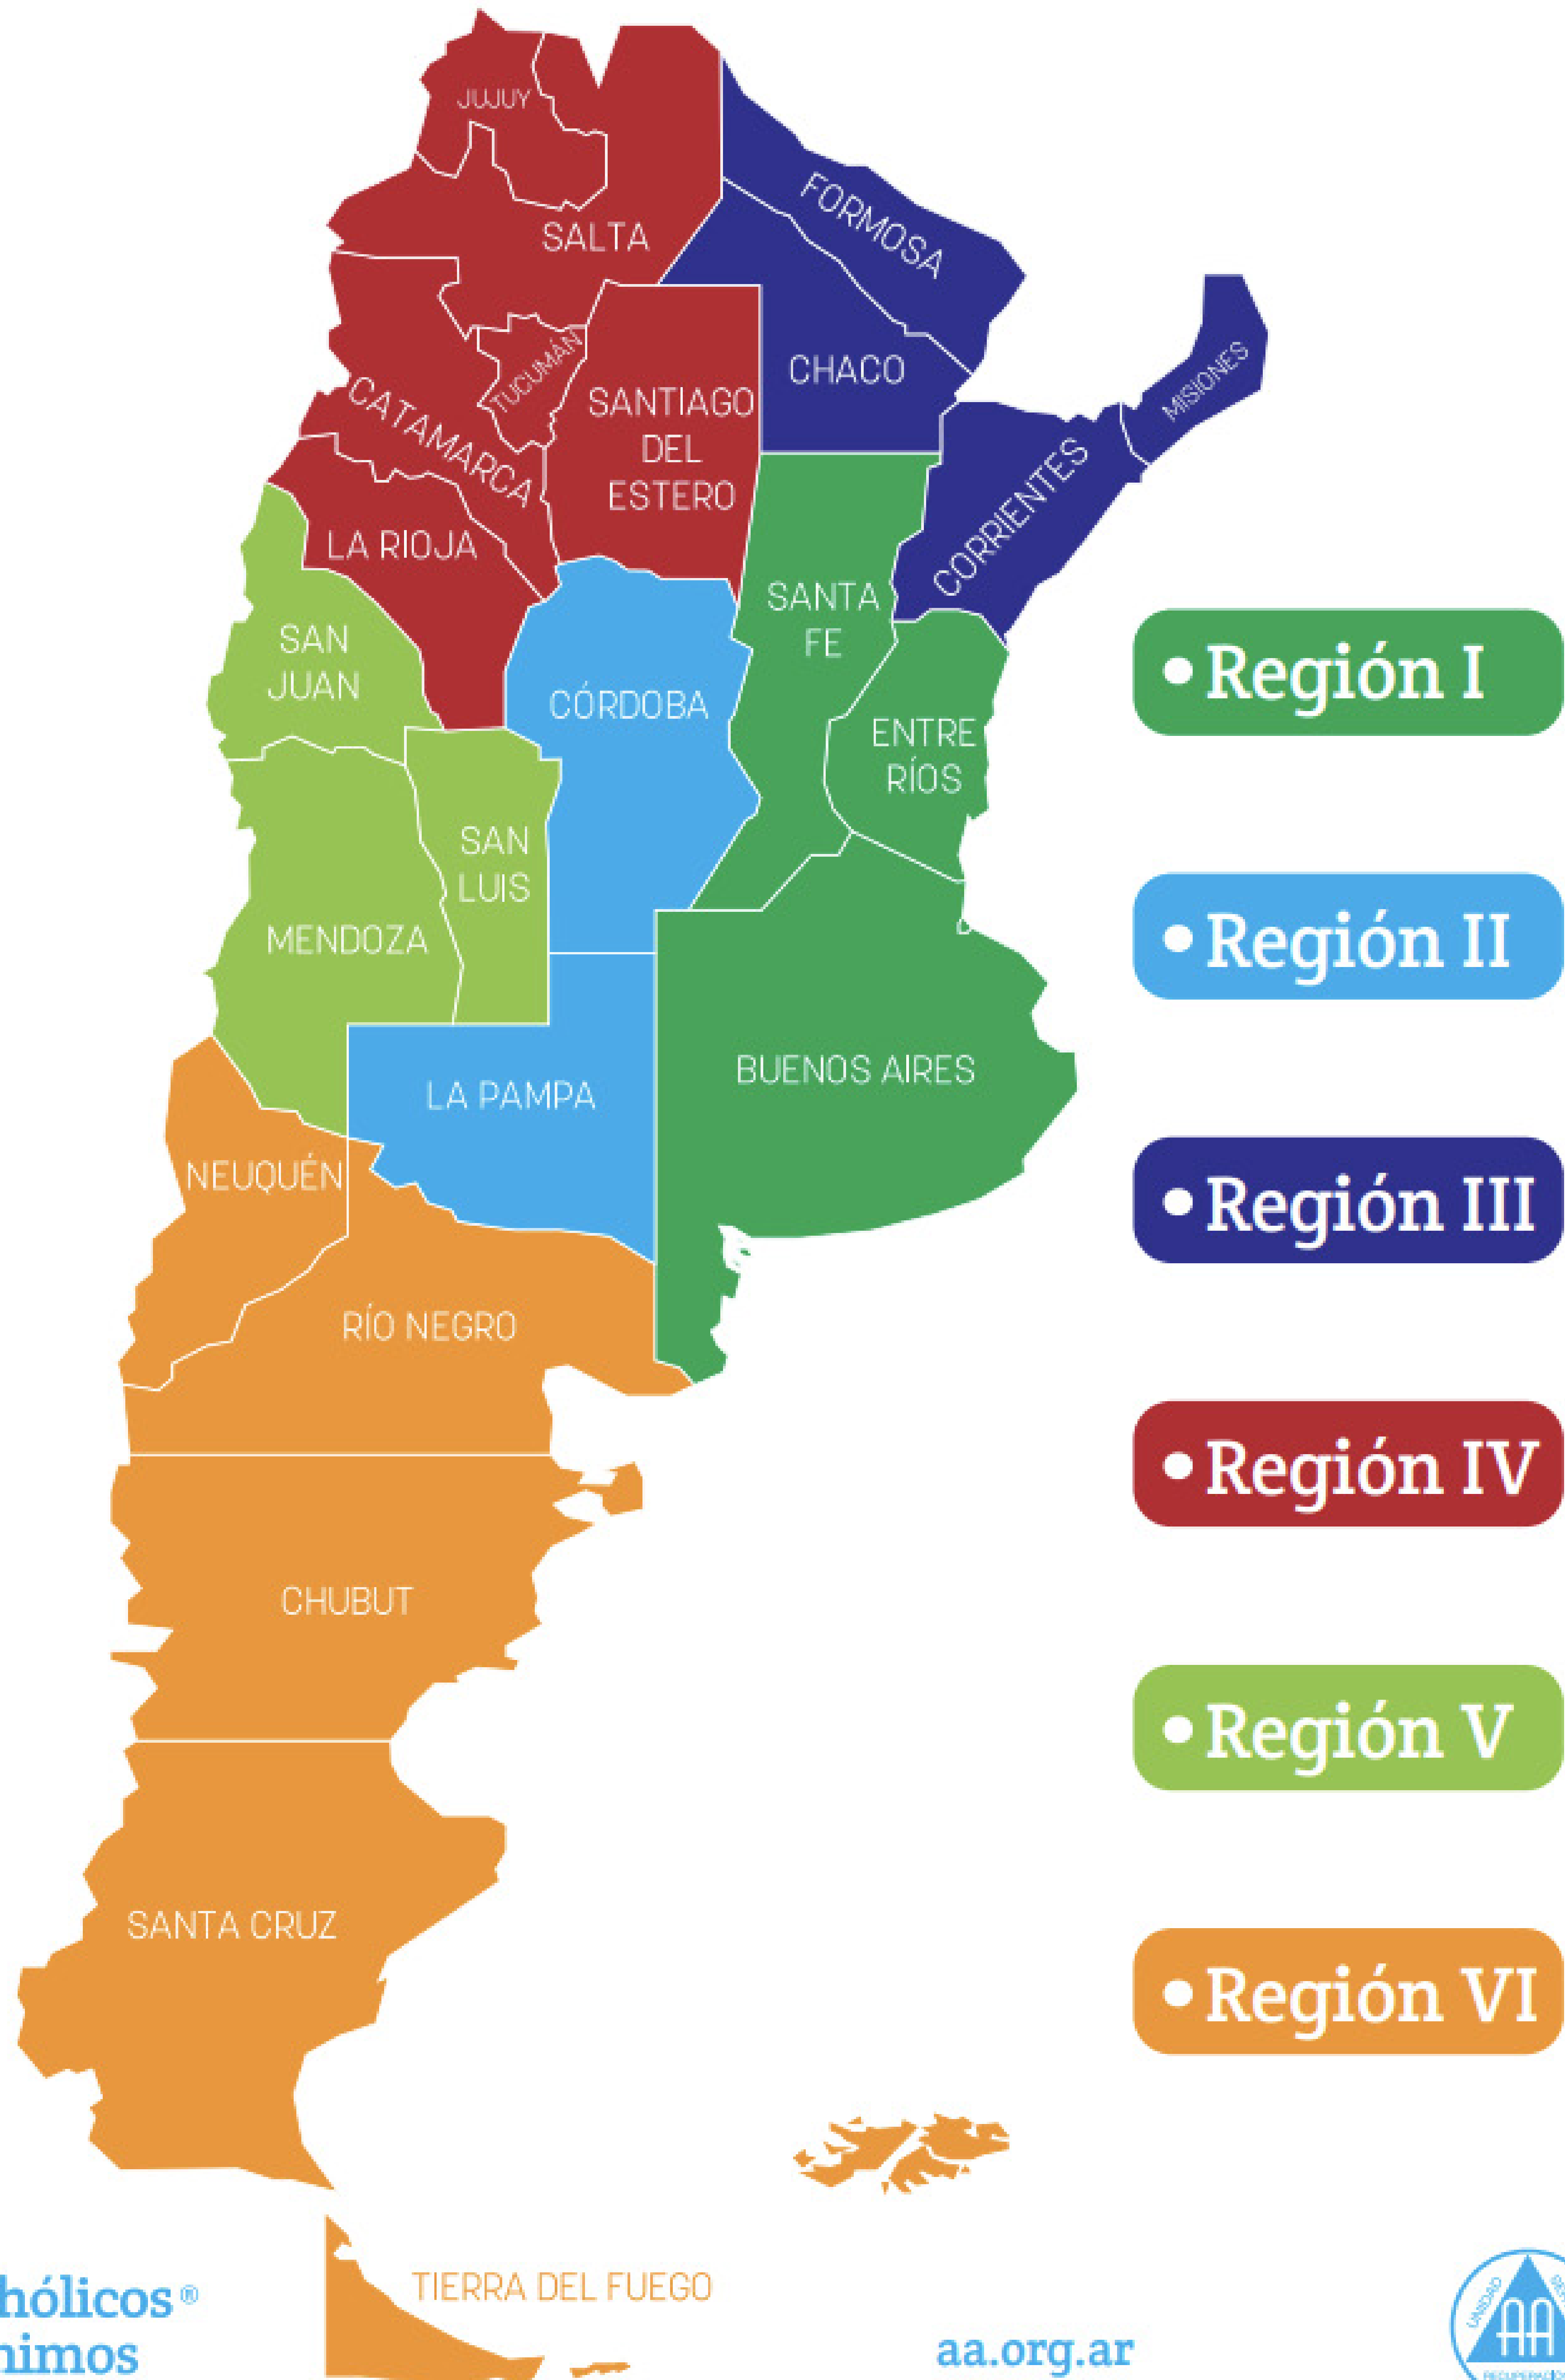 JUJUY
SALTA
FORMOSA
CHACO
MISIONES
TUCUMÁN
SANTIAGO
DEL
ESTERO
CATAMARCA
CORRIENTES
LA RIOJA
SANTA
FE
SAN
JUAN
CÓRDOBA
ENTRE
RÍOS
SAN
LUIS
MENDOZA
BUENOS AIRES
LA PAMPA
NEUQUÉN
RÍO NEGRO
CHUBUT
SANTA CRUZ
TIERRA DEL FUEGO
• Región I
• Región II
• Región III
• Región IV
• Región V
• Región VI
hólicos®
nimos
aa.org.ar
UNIDAD
AA